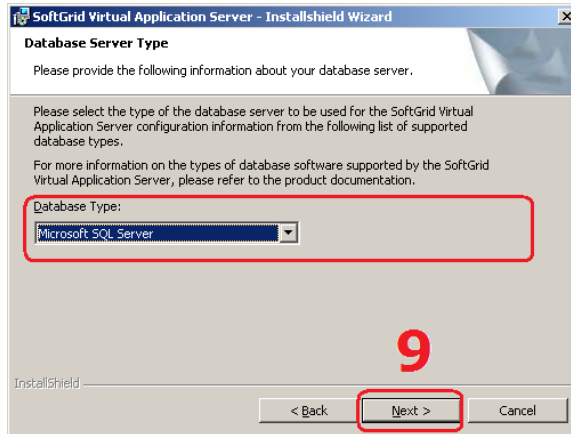 SoftGrid Virtual Application Server - Installshield Wizard
Database Server Type
Please provide the following information about your database server.
Please select the type of the database server to be used for the SoftGrid Virtual
Application Server configuration information from the following list of supported
database types.
For more information on the types of database software supported by the SoftGrid
Virtual Application Server, please refer to the product documentation.
Database Type:
Microsoft SQL Server
9
InstallShield
< Back
Next >
Cancel